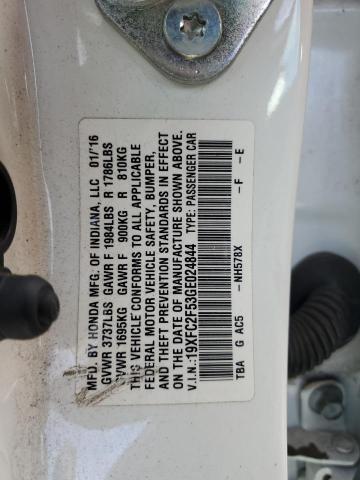 MFG. BY HONDA MFG. OF INDIANA, LLC 01/16
GVWR 3737LBS GAWR F 1984LBS R 1786LBS
GVWR 1695KG GAWR F 900KG R 810KG
THIS VEHICLE CONFORMS TO ALL APPLICABLE
FEDERAL MOTOR VEHICLE SAFETY, BUMPER,
AND THEFT PREVENTION STANDARDS IN EFFECT
ON THE DATE OF MANUFACTURE SHOWN ABOVE.
V.I.N.:19XFC2F53GE024844 TYPE: PASSENGER CAR
TBA G AC5 -NH578X -F -E